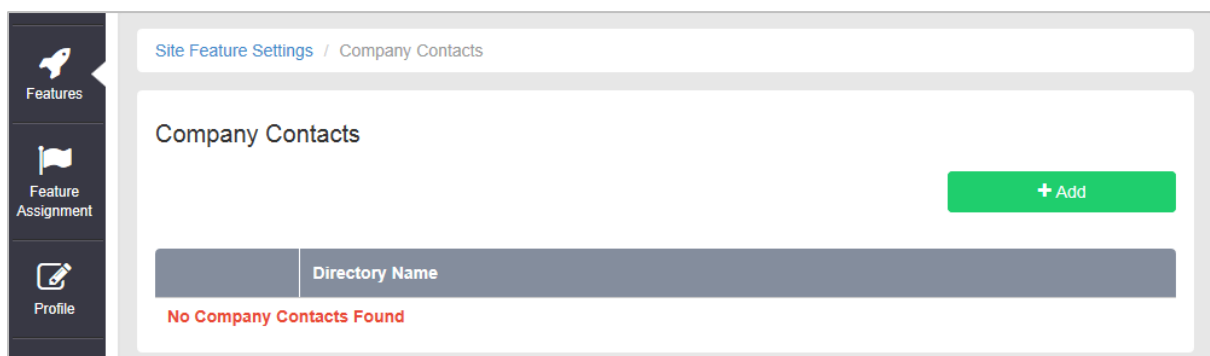 Features
Feature
Assignment
Profile
Site Feature Settings / Company Contacts
Company Contacts
+ Add
Directory Name
No Company Contacts Found